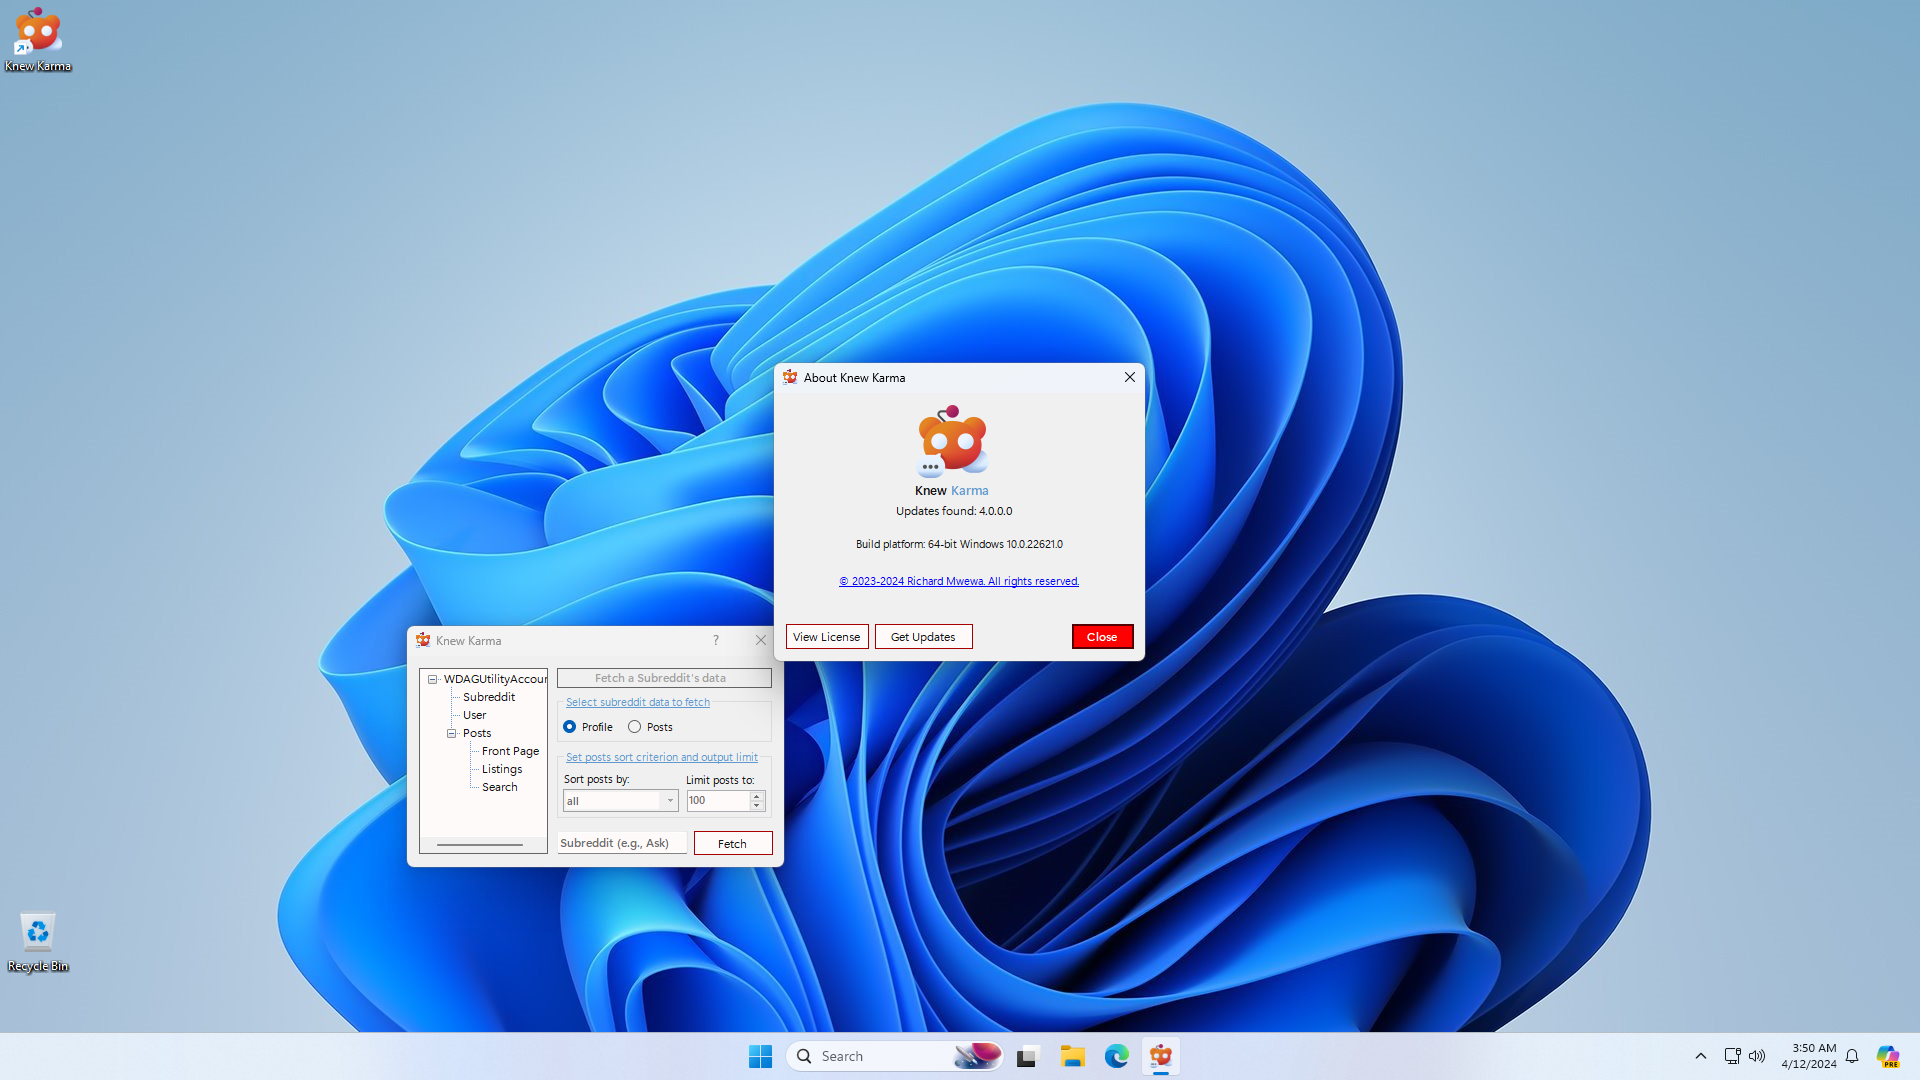 Knew Karma
About Knew Karma
Knew Karma
Updates found: 4.0.0.0
Build platform: 64-bit Windows 10.0.22621.0
© 2023-2024 Richard Mwewa. All rights reserved.
View License
Get Updates
Close
Knew Karma
?
WDAGUtilityAccoun
Subreddit
User
Posts
Front Page
Listings
Search
Fetch a Subreddit's data
Select subreddit data to fetch
Profile
Posts
Set posts sort criterion and output limit
Sort posts by:
Limit posts to:
all
100
Subreddit (e.g., Ask)
Fetch
Recycle Bin
Search
3:50 AM
4/12/2024
PRE